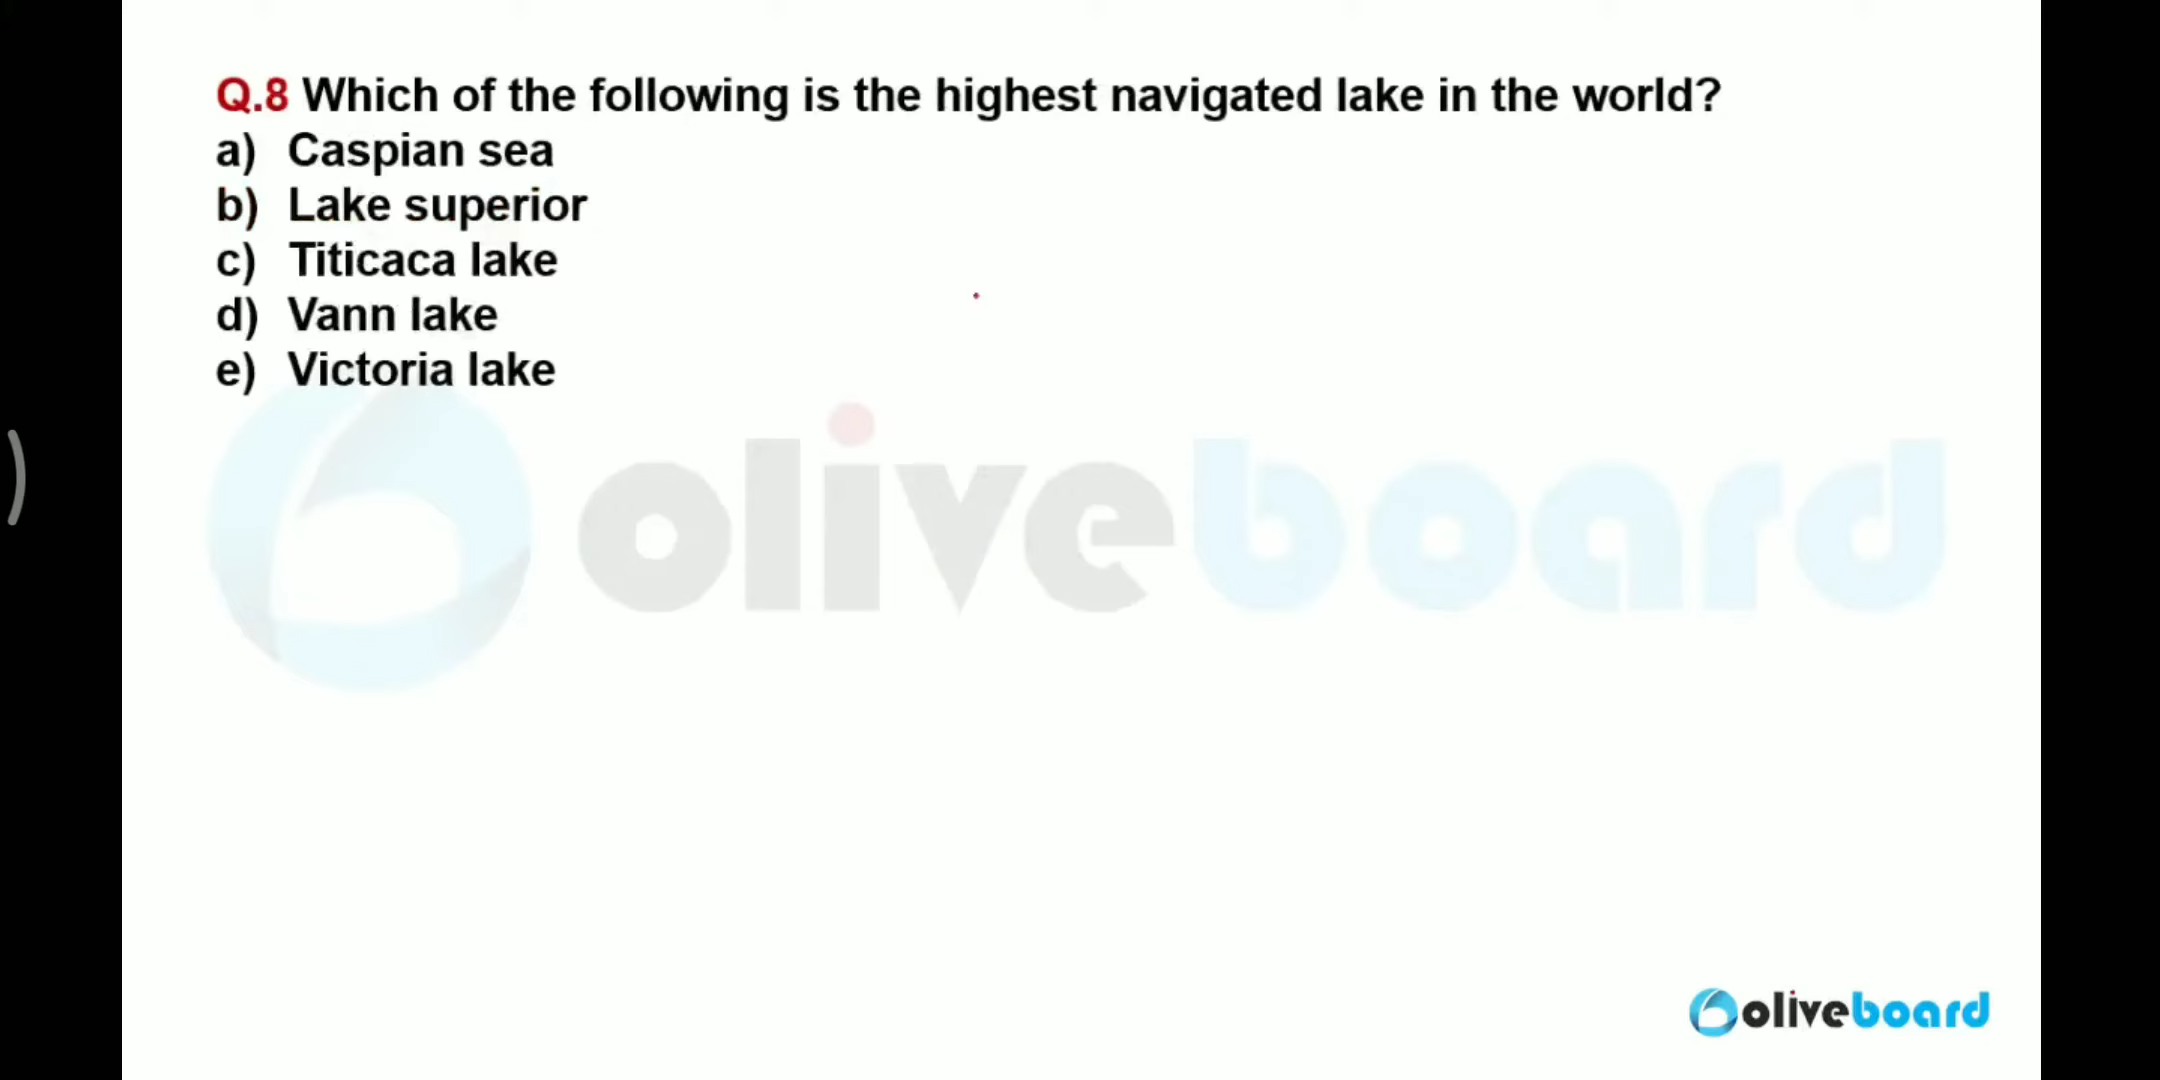 Q.8 Which of the following is the highest navigated lake in the world?
a) Caspian sea
b) Lake superior
c) Titicaca lake
d) Vann lake
e) Victoria lake
oliveboard
oliveboard